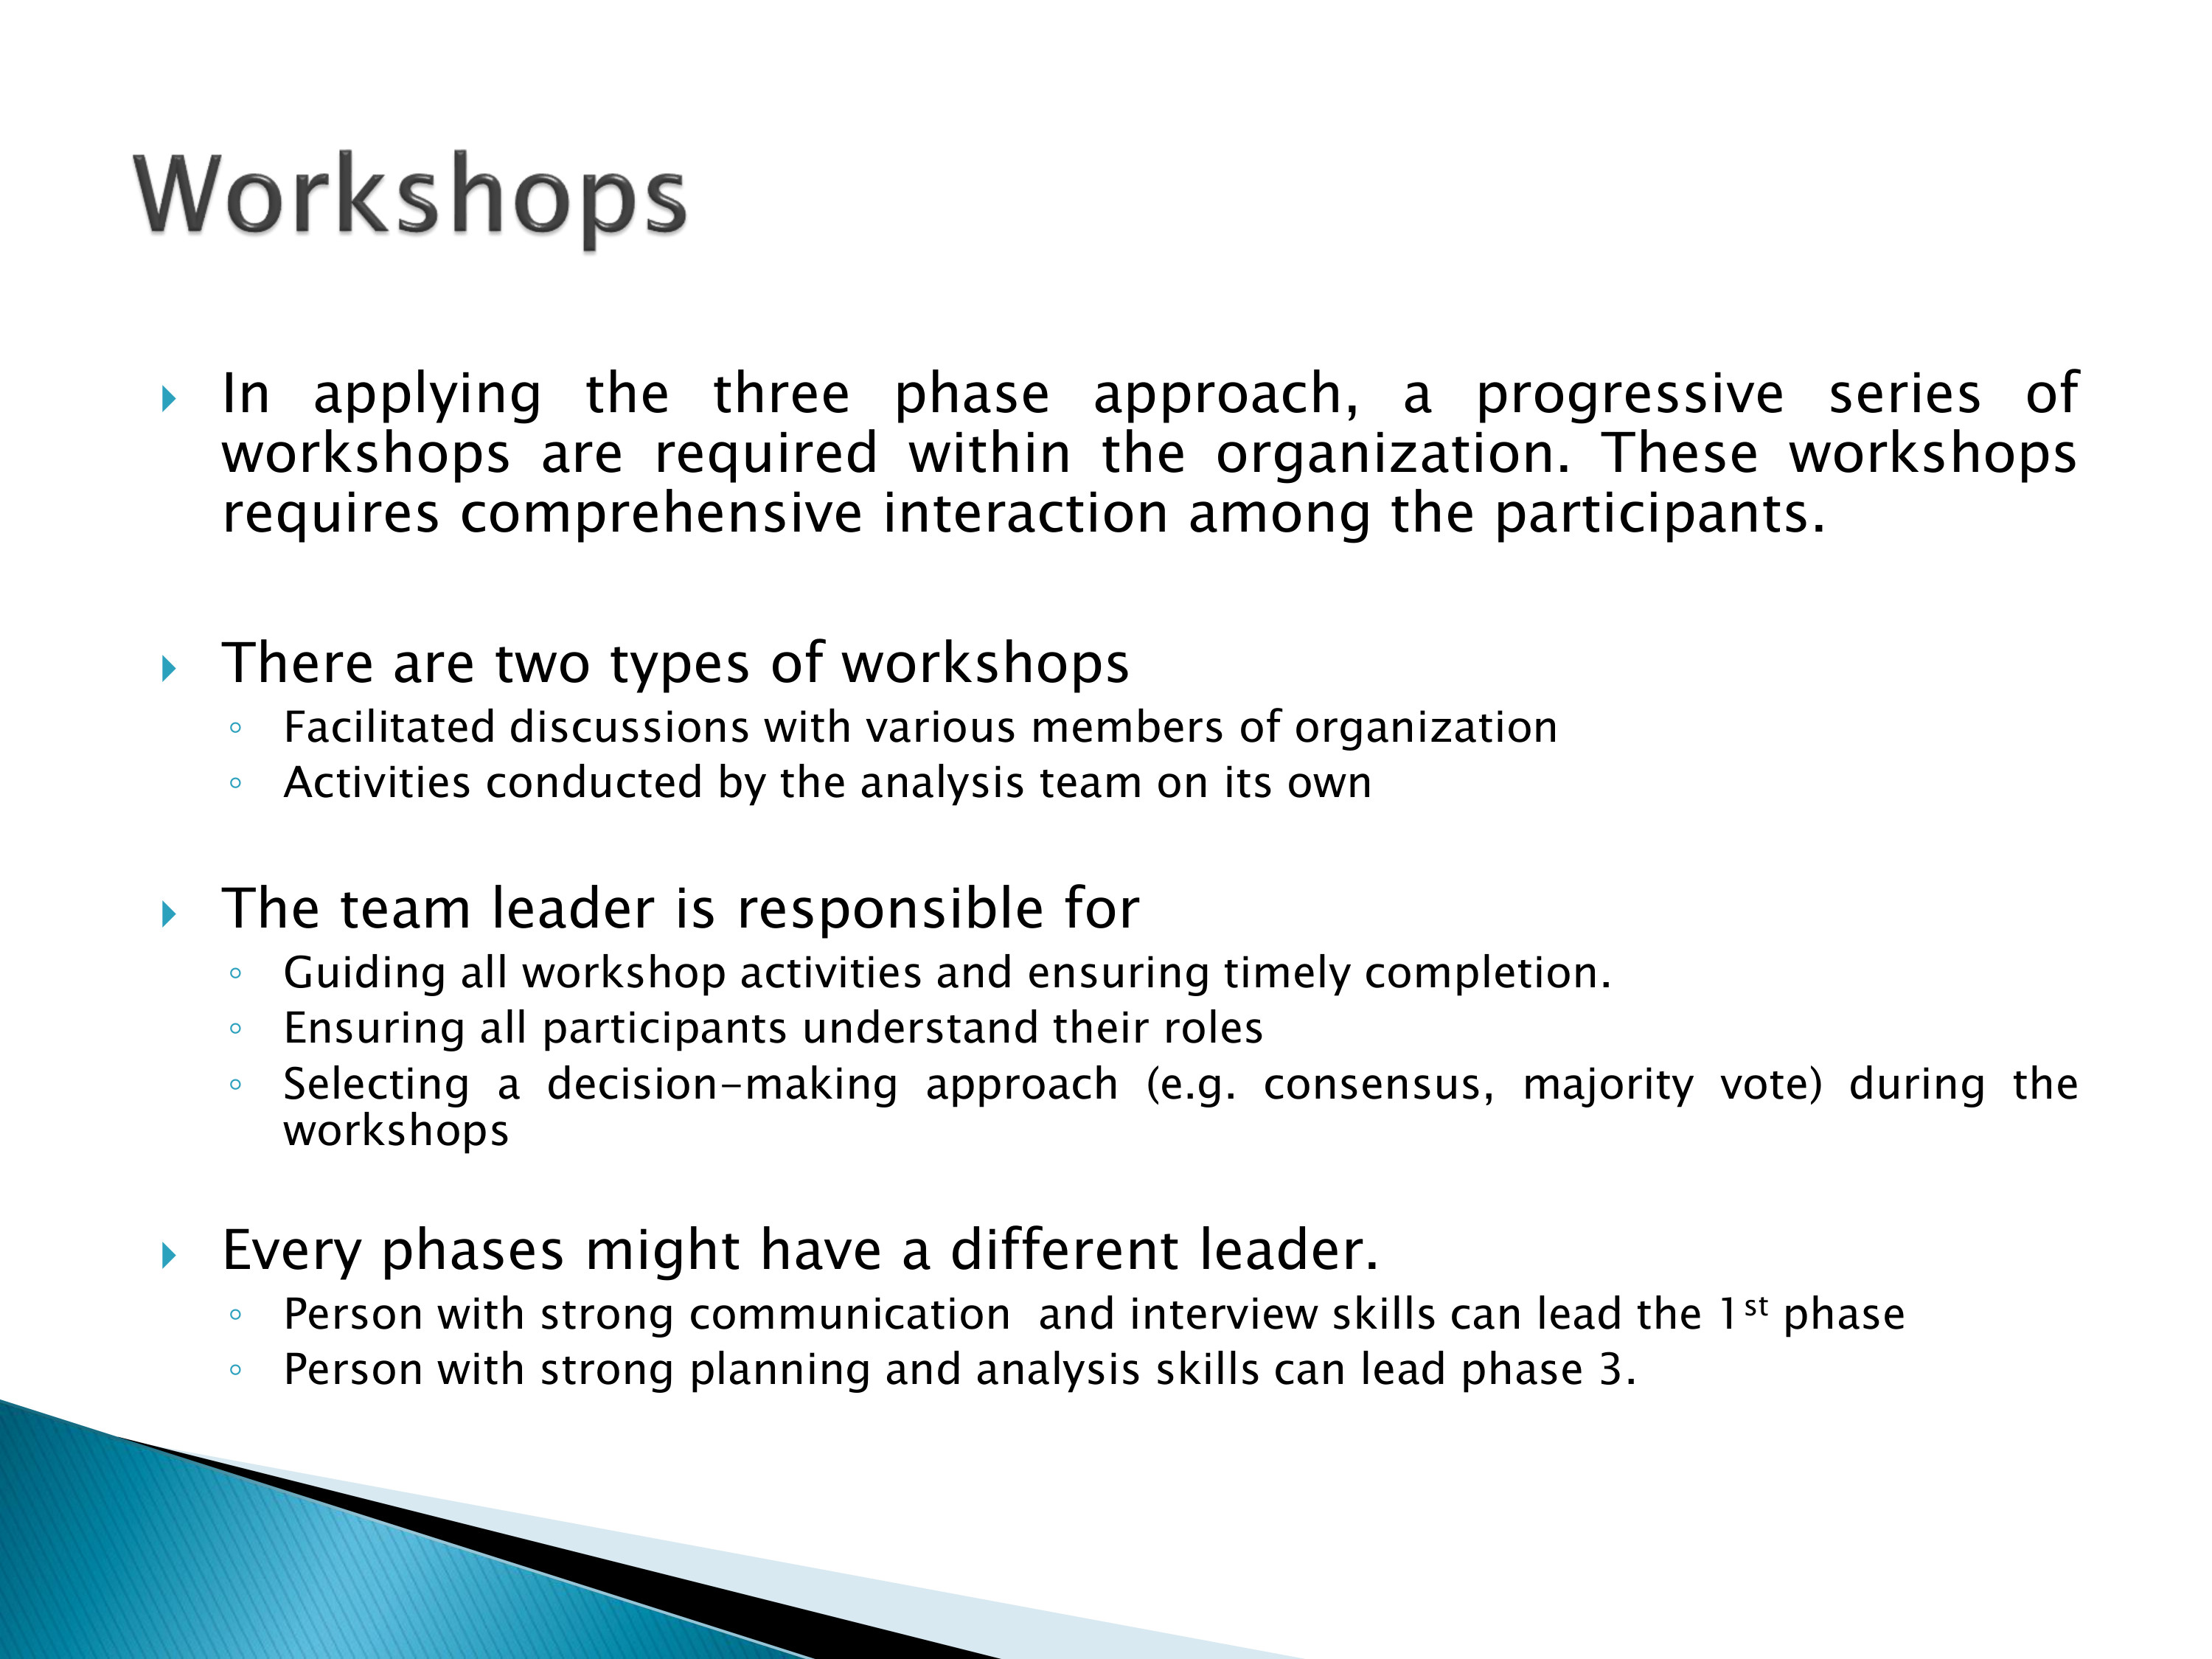 Workshops
In applying the three phase approach, a progressive series of
workshops are required within the organization. These workshops
requires comprehensive interaction among the participants.
There are two types of workshops
Facilitated discussions with various members of organization
Activities conducted by the analysis team on its own
The team leader is responsible for
Guiding all workshop activities and ensuring timely completion.
Ensuring all participants understand their roles
Selecting a decision-making approach (e.g. consensus, majority vote) during the
workshops
Every phases might have a different leader.
Person with strong communication  and interview skills can lead the 1st phase
Person with strong planning and analysis skills can lead phase 3.